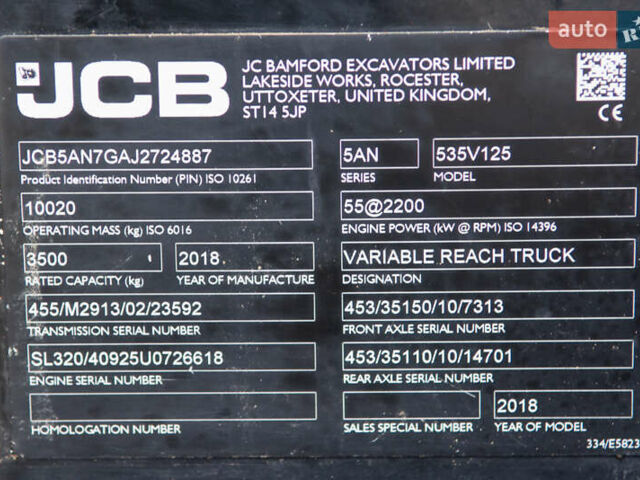 auto R
JCB
JC BAMFORD EXCAVATORS LIMITED
LAKESIDE WORKS, ROCESTER,
UTTOXETER, UNITED KINGDOM,
ST14 5JP
CE
JCB5AN7GAJ2724887
5AN
535V125
Product Identification Number (PIN) ISO 10261
SERIES
MODEL
10020
55@2200
OPERATING MASS (kg) ISO 6016
ENGINE POWER (kW @ RPM) ISO 14396
3500
2018
VARIABLE REACH TRUCK
RATED CAPACITY (kg)
YEAR OF MANUFACTURE
DESIGNATION
455/M2913/02/23592
453/35150/10/7313
TRANSMISSION SERIAL NUMBER
FRONT AXLE SERIAL NUMBER
SL320/40925U0726618
453/35110/10/14701
ENGINE SERIAL NUMBER
REAR AXLE SERIAL NUMBER
2018
HOMOLOGATION NUMBER
SALES SPECIAL NUMBER
YEAR OF MODEL
334/E5823